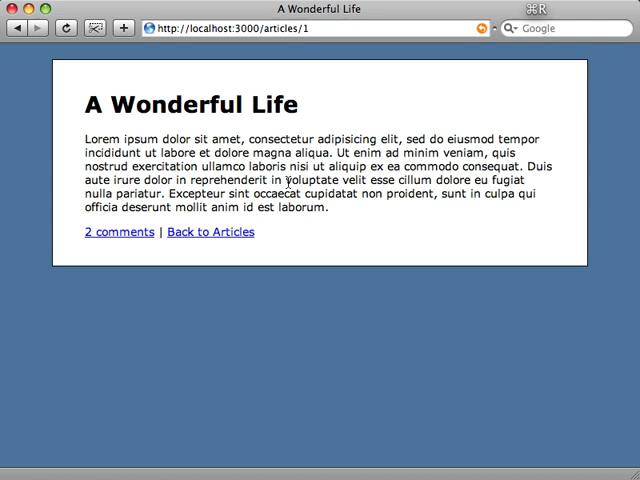 A Wonderful Life
⌘R
http://localhost:3000/articles/1
Google
A Wonderful Life
Lorem ipsum dolor sit amet, consectetur adipisicing elit, sed do eiusmod tempor
incididunt ut labore et dolore magna aliqua. Ut enim ad minim veniam, quis
nostrud exercitation ullamco laboris nisi ut aliquip ex ea commodo consequat. Duis
aute irure dolor in reprehenderit in voluptate velit esse cillum dolore eu fugiat
nulla pariatur. Excepteur sint occaecat cupidatat non proident, sunt in culpa qui
officia deserunt mollit anim id est laborum.
2 comments | Back to Articles